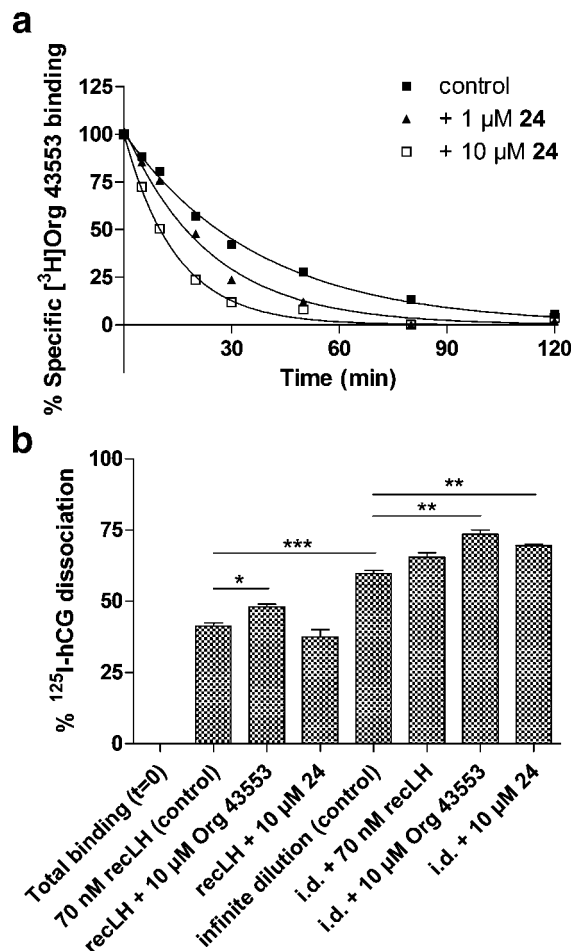 a
% Specific [³H]Org 43553 binding
125
100
75
50
25
0
30
60
90
120
Time (min)
control
+ 1 µM 24
+ 10 µM 24
b
% ¹²⁵I-hCG dissociation
100
75
50
25
0
*
***
**
**
Total binding (t=0)
70 nM recLH (control)
recLH + 10 µM Org 43553
recLH + 10 µM 24
infinite dilution (control)
i.d. + 70 nM recLH
i.d. + 10 µM Org 43553
i.d. + 10 µM 24